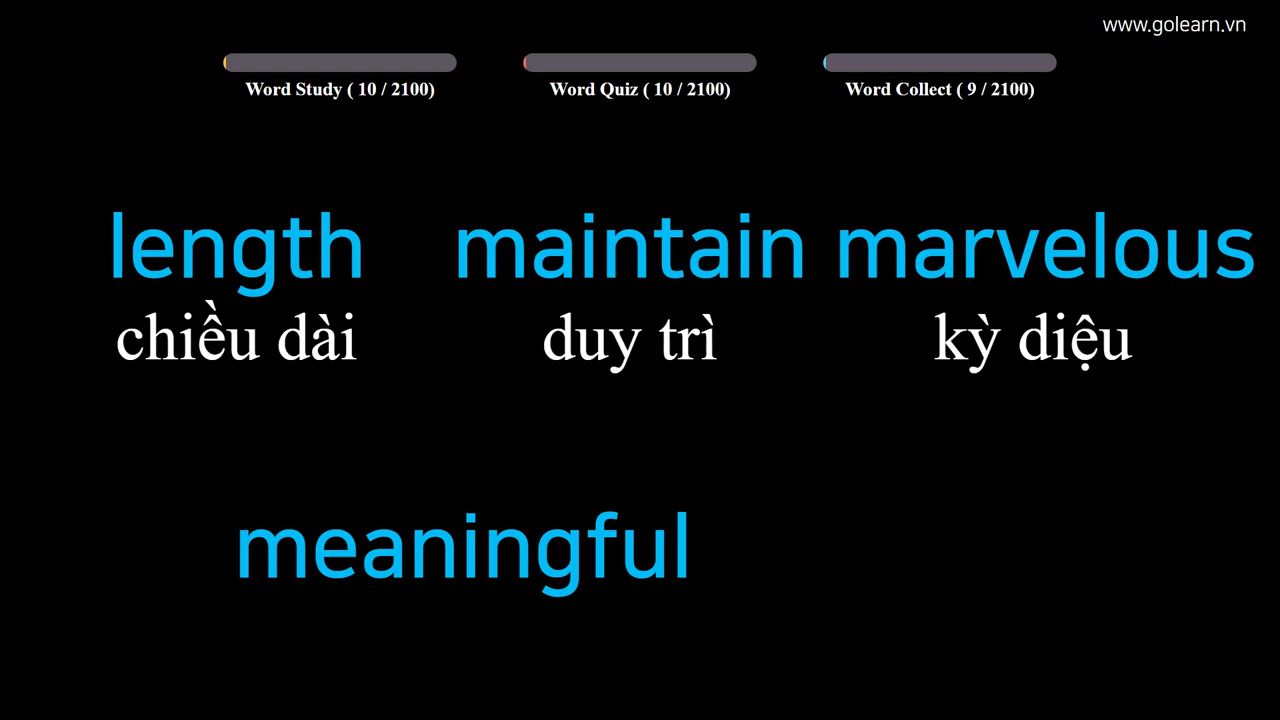 www.golearn.vn
Word Study ( 10 / 2100) Word Quiz ( 10 / 2100) Word Collect ( 9 / 2100)
length maintain marvelous
chiều dài duy trì kỳ diệu
meaningful